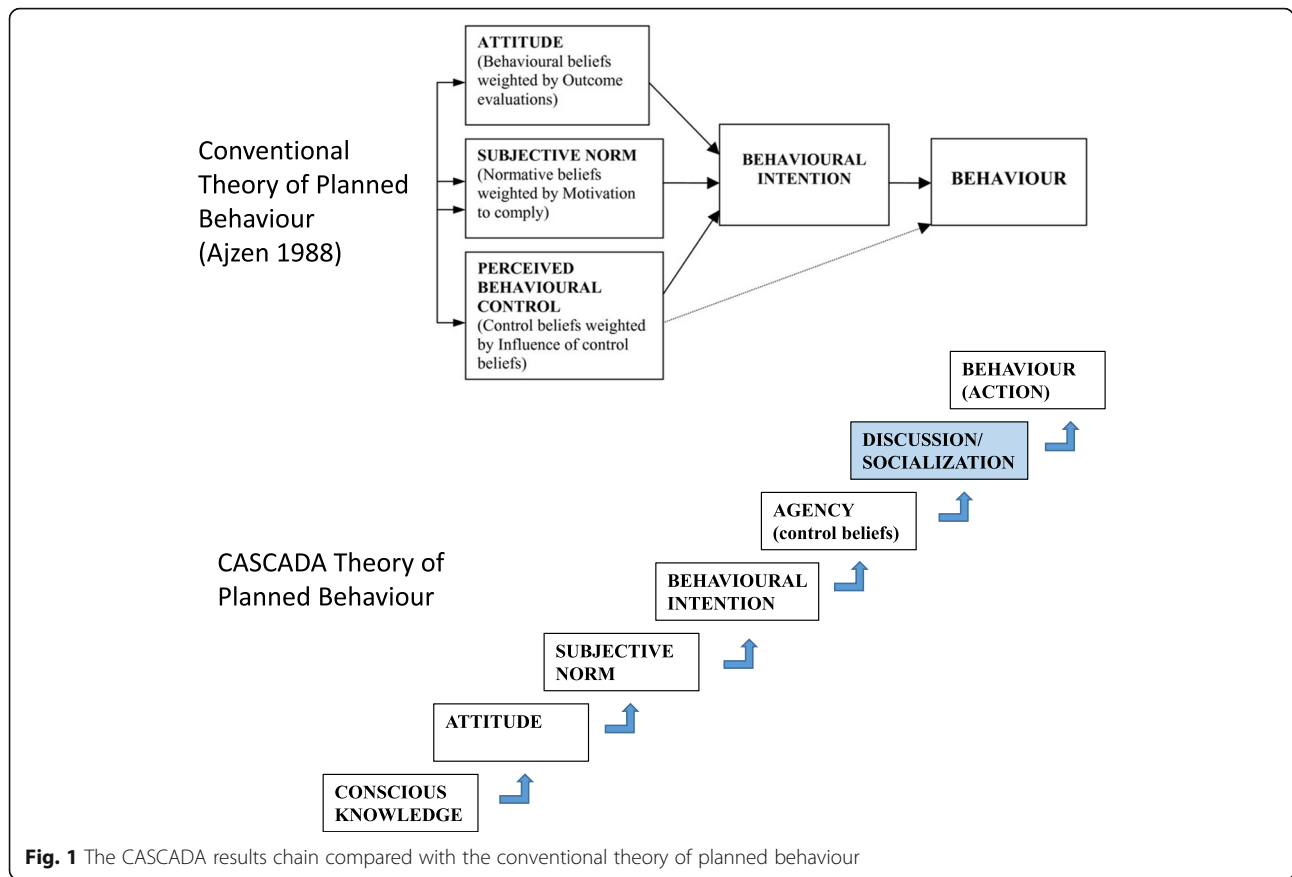 Conventional
Theory of Planned
Behaviour
(Ajzen 1988)
ATTITUDE
(Behavioural beliefs
weighted by Outcome
evaluations)
SUBJECTIVE NORM
(Normative beliefs
weighted by Motivation
to comply)
PERCEIVED
BEHAVIOURAL
CONTROL
(Control beliefs weighted
by Influence of control
beliefs)
BEHAVIOURAL
INTENTION
BEHAVIOUR
CASCADA Theory of
Planned Behaviour
BEHAVIOUR
(ACTION)
DISCUSSION/
SOCIALIZATION
AGENCY
(control beliefs)
BEHAVIOURAL
INTENTION
SUBJECTIVE
NORM
ATTITUDE
CONSCIOUS
KNOWLEDGE
Fig. 1 The CASCADA results chain compared with the conventional theory of planned behaviour